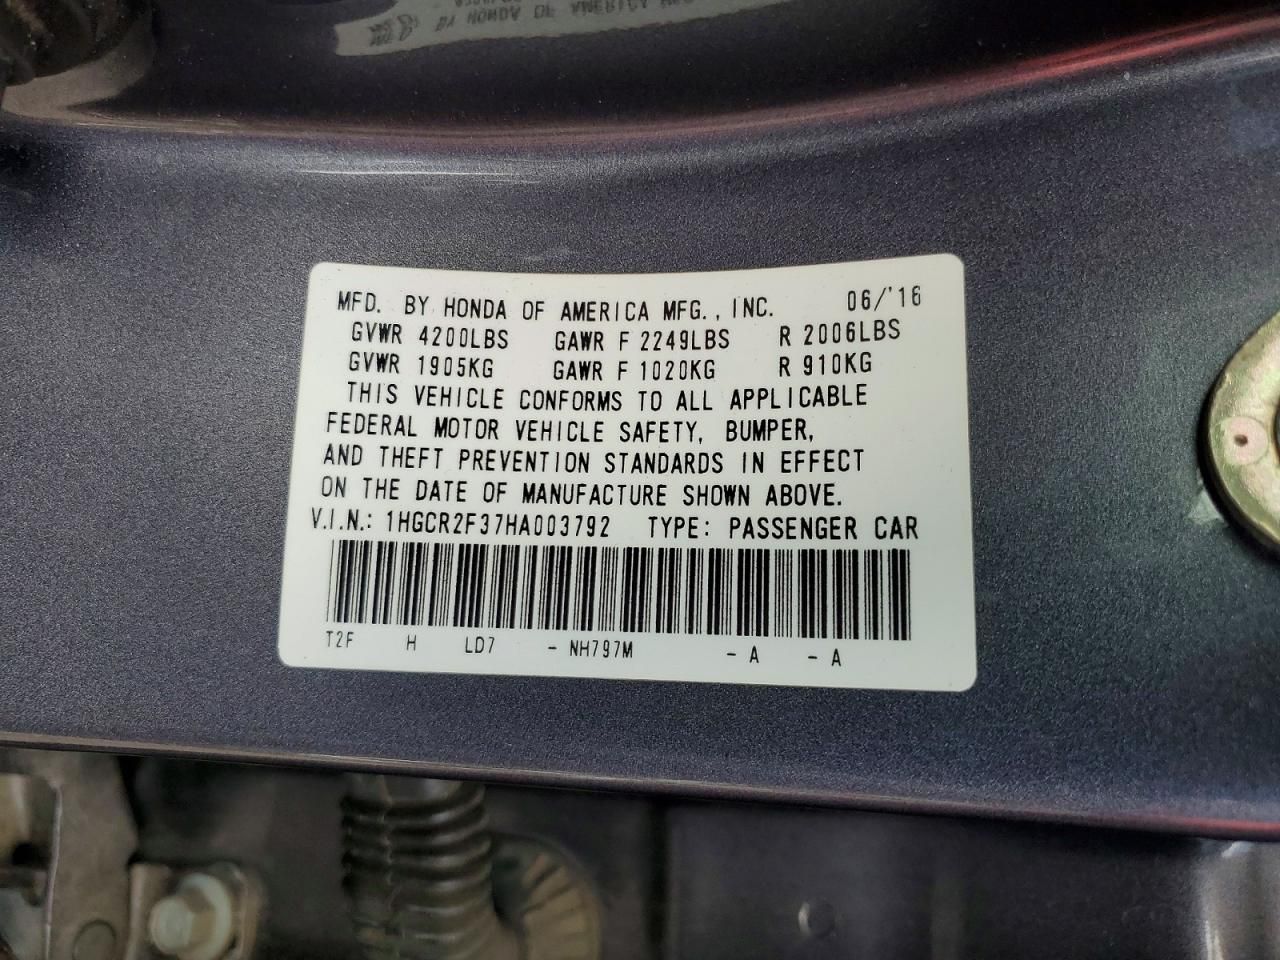 MFD. BY HONDA OF AMERICA MFG., INC. 06/'16
GVWR 4200LBS GAWR F 2249LBS R 2006LBS
GVWR 1905KG GAWR F 1020KG R 910KG
THIS VEHICLE CONFORMS TO ALL APPLICABLE
FEDERAL MOTOR VEHICLE SAFETY, BUMPER,
AND THEFT PREVENTION STANDARDS IN EFFECT
ON THE DATE OF MANUFACTURE SHOWN ABOVE.
V.I.N.: 1HGCR2F37HA003792 TYPE: PASSENGER CAR
T2F H LD7 - NH797M - A - A